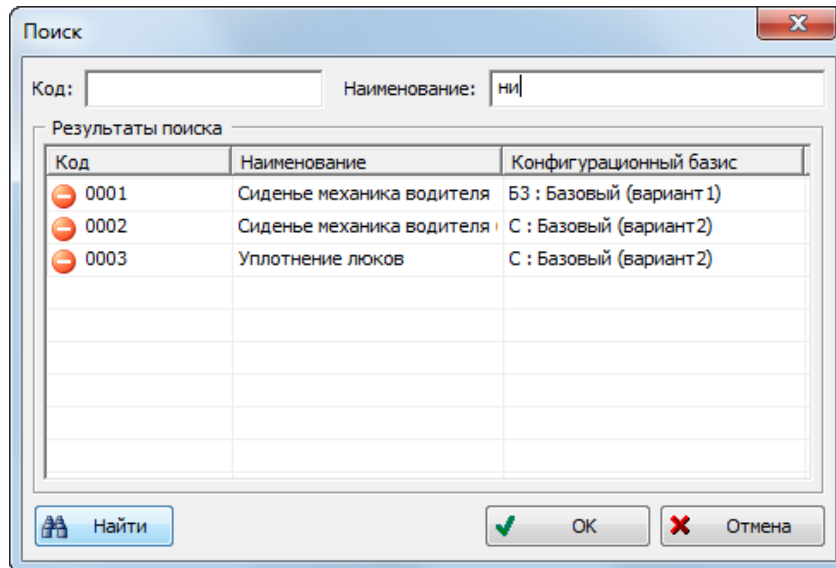 Поиск
Код: Наименование: ни
Результаты поиска
Код Наименование Конфигурационный базис
0001 Сиденье механика водителя БЗ : Базовый (вариант1)
0002 Сиденье механика водителя С : Базовый (вариант2)
0003 Уплотнение люков С : Базовый (вариант2)
Найти OK Отмена